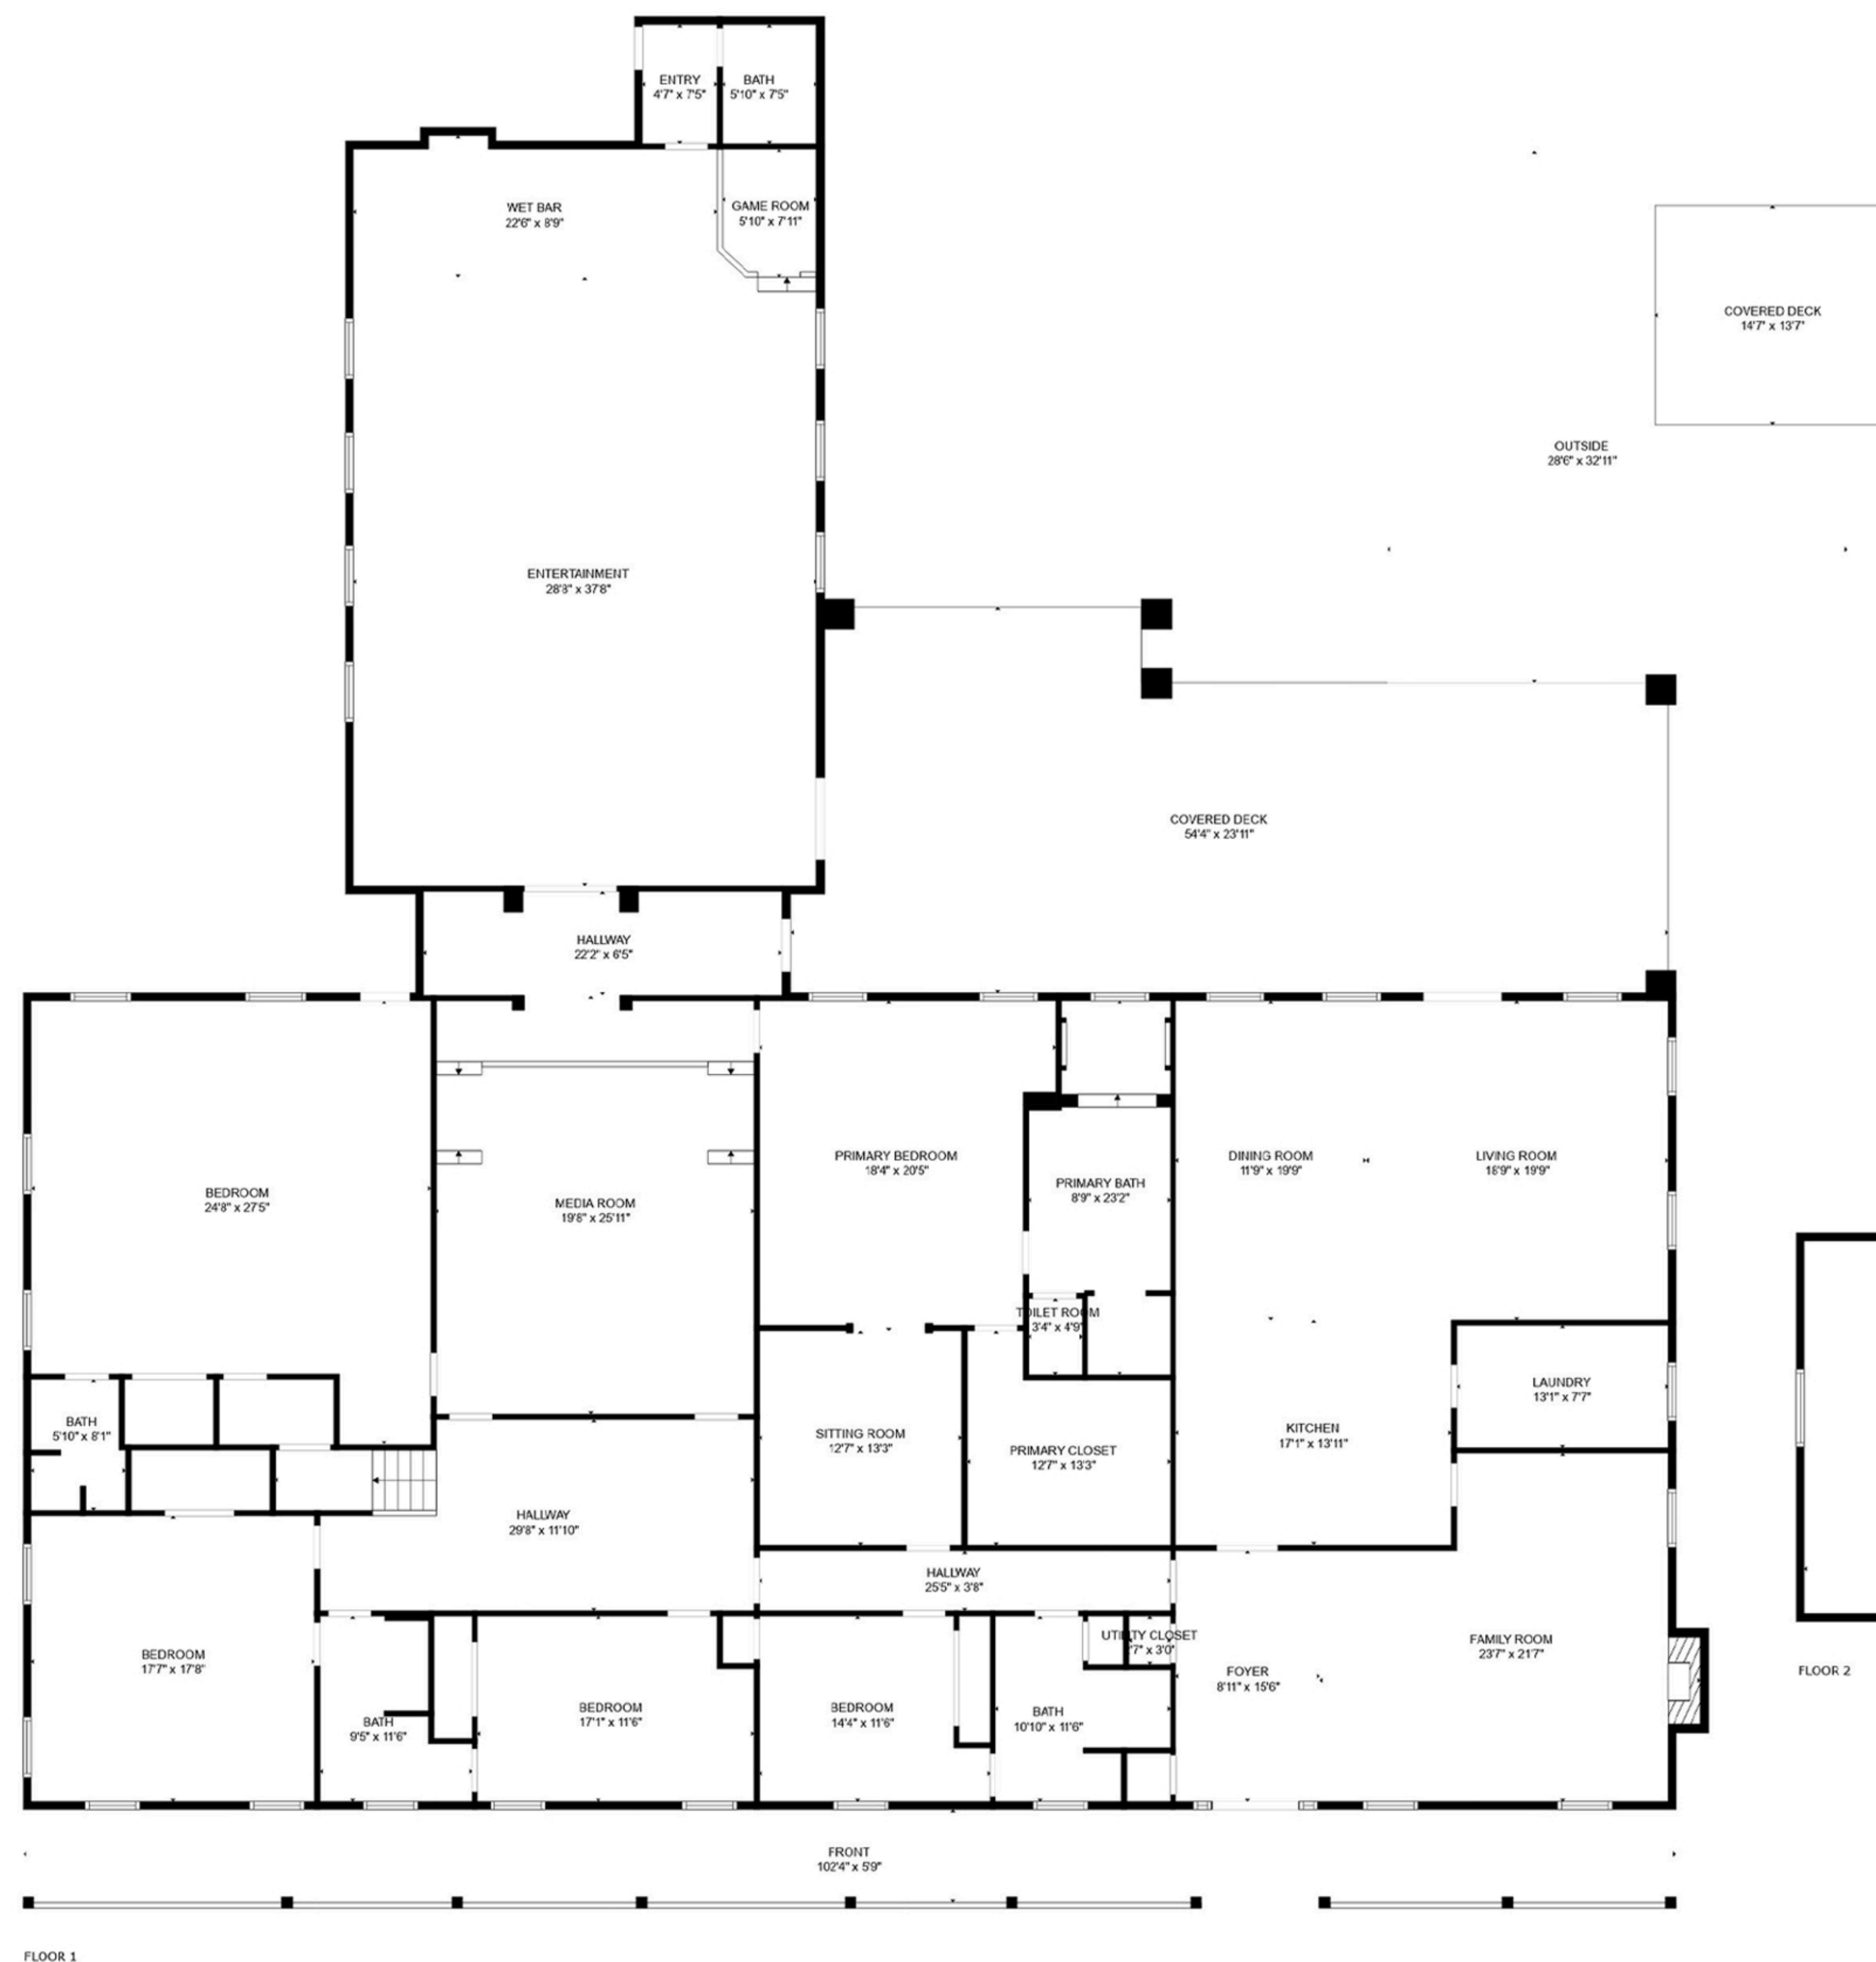 ENTRY
4'7" x 7'5"
BATH
5'10" x 7'5"
WET BAR
22'6" x 8'9"
GAME ROOM
5'10" x 7'11"
COVERED DECK
14'7" x 13'7"
OUTSIDE
28'6" x 32'11"
ENTERTAINMENT
28'8" x 37'8"
COVERED DECK
54'4" x 23'11"
HALLWAY
22'2" x 6'5"
BEDROOM
24'8" x 27'5"
MEDIA ROOM
19'8" x 25'11"
PRIMARY BEDROOM
18'4" x 20'5"
PRIMARY BATH
8'9" x 23'2"
DINING ROOM
11'9" x 19'9"
LIVING ROOM
18'9" x 19'9"
TOILET ROOM
3'4" x 4'9"
LAUNDRY
13'1" x 7'7"
BATH
5'10" x 8'1"
SITTING ROOM
12'7" x 13'3"
PRIMARY CLOSET
12'7" x 13'3"
KITCHEN
17'1" x 13'11"
HALLWAY
29'8" x 11'10"
HALLWAY
25'5" x 3'8"
BEDROOM
17'7" x 17'8"
UTILITY CLOSET
'7" x 3'0"
FAMILY ROOM
23'7" x 21'7"
FOYER
8'11" x 15'6"
FLOOR 2
BATH
9'5" x 11'6"
BEDROOM
17'1" x 11'6"
BEDROOM
14'4" x 11'6"
BATH
10'10" x 11'6"
FRONT
102'4" x 5'9"
FLOOR 1